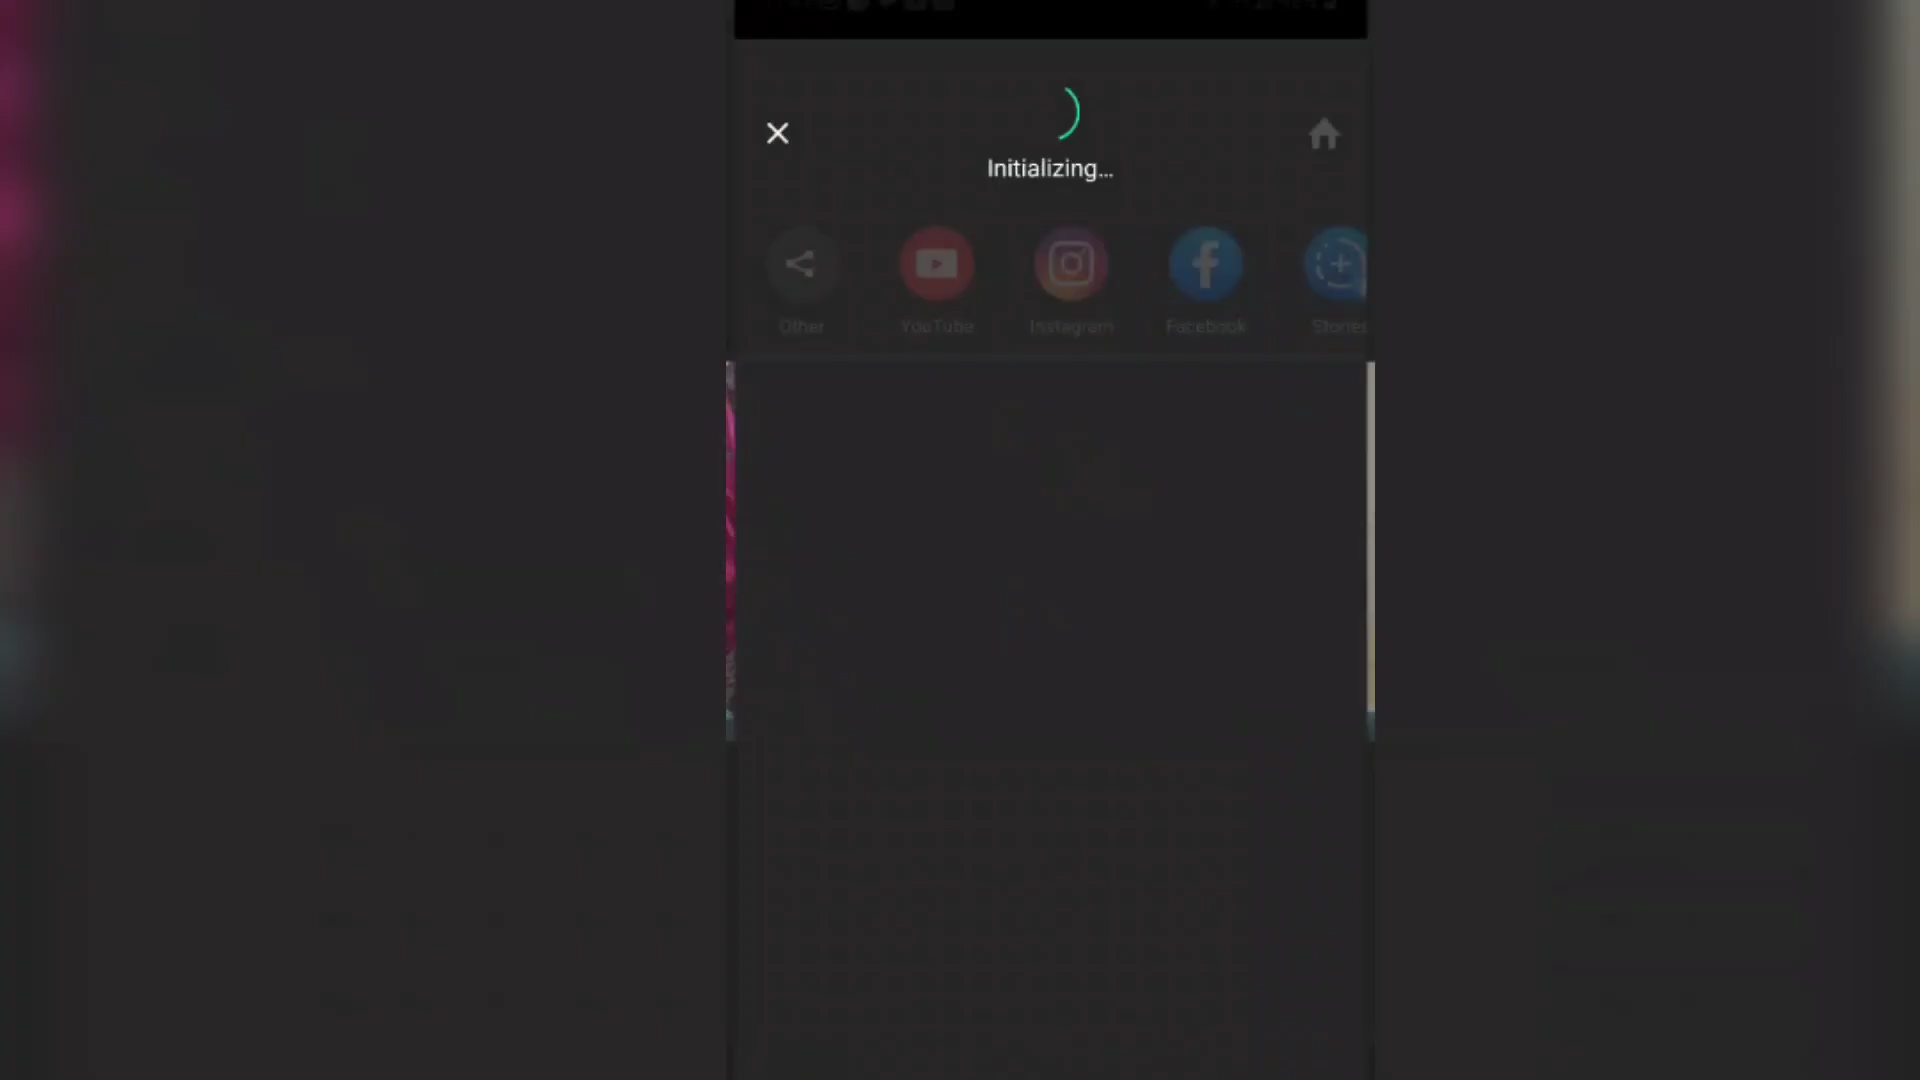 Initializing...
Other
YouTube
Instagram
Facebook
Stories